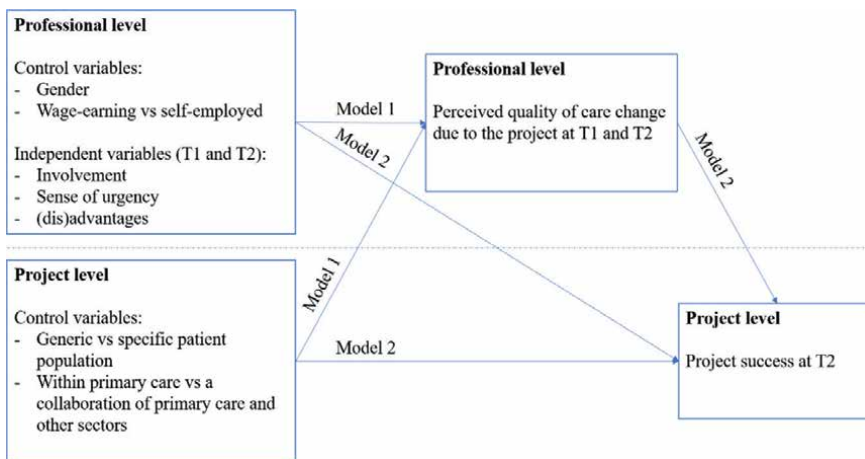 Professional level
Control variables:
- Gender
- Wage-earning vs self-employed
Independent variables (T1 and T2):
- Involvement
- Sense of urgency
- (dis)advantages
Model 1
Model 2
Professional level
Perceived quality of care change
due to the project at T1 and T2
Model 2
Project level
Control variables:
- Generic vs specific patient
population
- Within primary care vs a
collaboration of primary care and
other sectors
Model 1
Model 2
Project level
Project success at T2